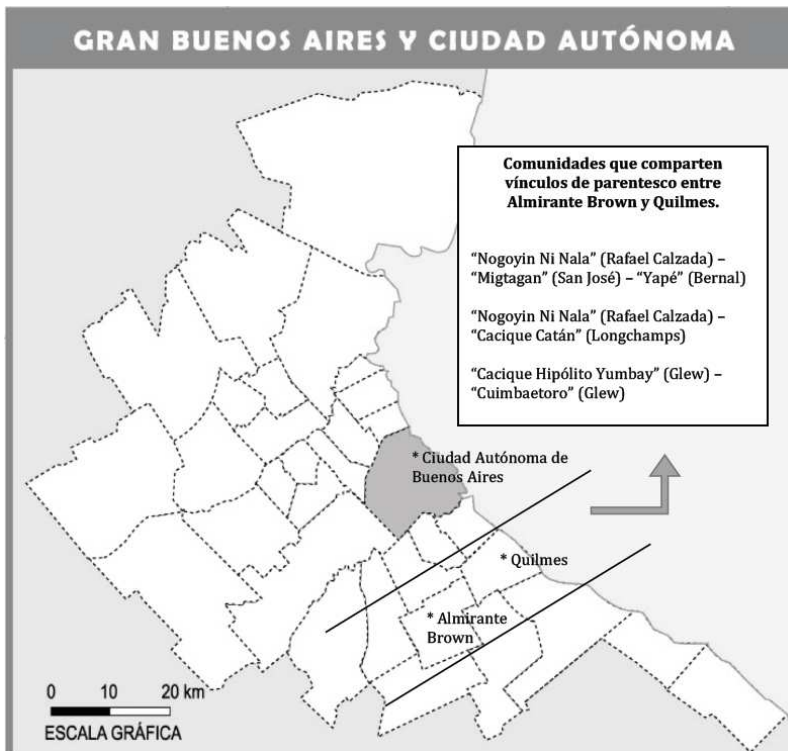 GRAN BUENOS AIRES Y CIUDAD AUTÓNOMA
Comunidades que comparten
vínculos de parentesco entre
Almirante Brown y Quilmes.
“Nogoyin Ni Nala” (Rafael Calzada) –
“Migtagan” (San José) – “Yapé” (Bernal)
“Nogoyin Ni Nala” (Rafael Calzada) –
“Cacique Catán” (Longchamps)
“Cacique Hipólito Yumbay” (Glew) –
“Cuimbaetoro” (Glew)
* Ciudad Autónoma de
Buenos Aires
* Quilmes
* Almirante
Brown
0 10 20 km
ESCALA GRÁFICA